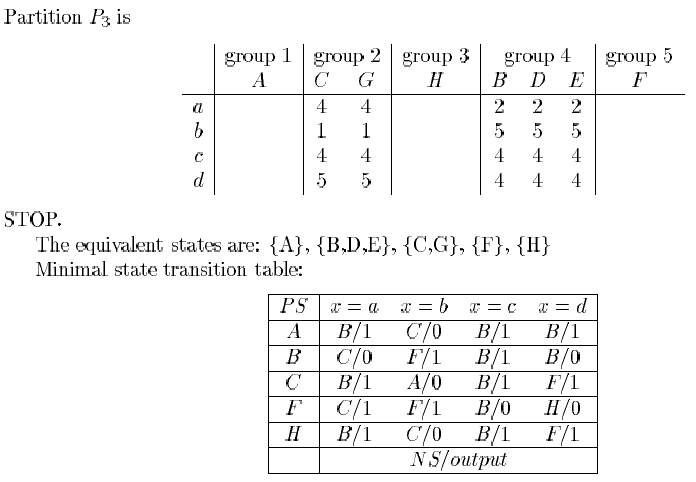 Partition P3 is
group 1 group 2 group 3 group 4 group 5
A C G H B D E F
a 4 4 2 2 2
b 1 1 5 5 5
c 4 4 4 4 4
d 5 5 4 4 4
STOP.
The equivalent states are: {A}, {B,D,E}, {C,G}, {F}, {H}
Minimal state transition table:
PS x = a x = b x = c x = d
A B/1 C/0 B/1 B/1
B C/0 F/1 B/1 B/0
C B/1 A/0 B/1 F/1
F C/1 F/1 B/0 H/0
H B/1 C/0 B/1 F/1
NS/output